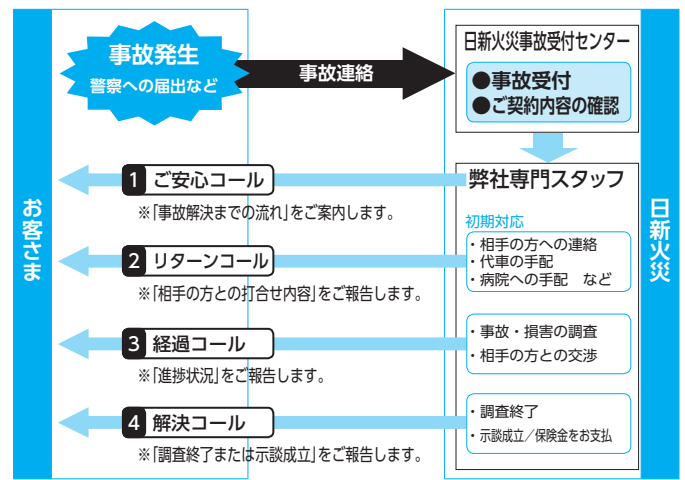 お客さま
事故発生
警察への届出など
事故連絡
日新火災事故受付センター
●事故受付
●ご契約内容の確認
弊社専門スタッフ
1 ご安心コール
※「事故解決までの流れ」をご案内します。
初期対応
・相手の方への連絡
・代車の手配
・病院への手配 など
2 リターンコール
※「相手の方との打合せ内容」をご報告します。
・事故・損害の調査
・相手の方との交渉
3 経過コール
※「進捗状況」をご報告します。
・調査終了
・示談成立／保険金をお支払
4 解決コール
※「調査終了または示談成立」をご報告します。
日新火災